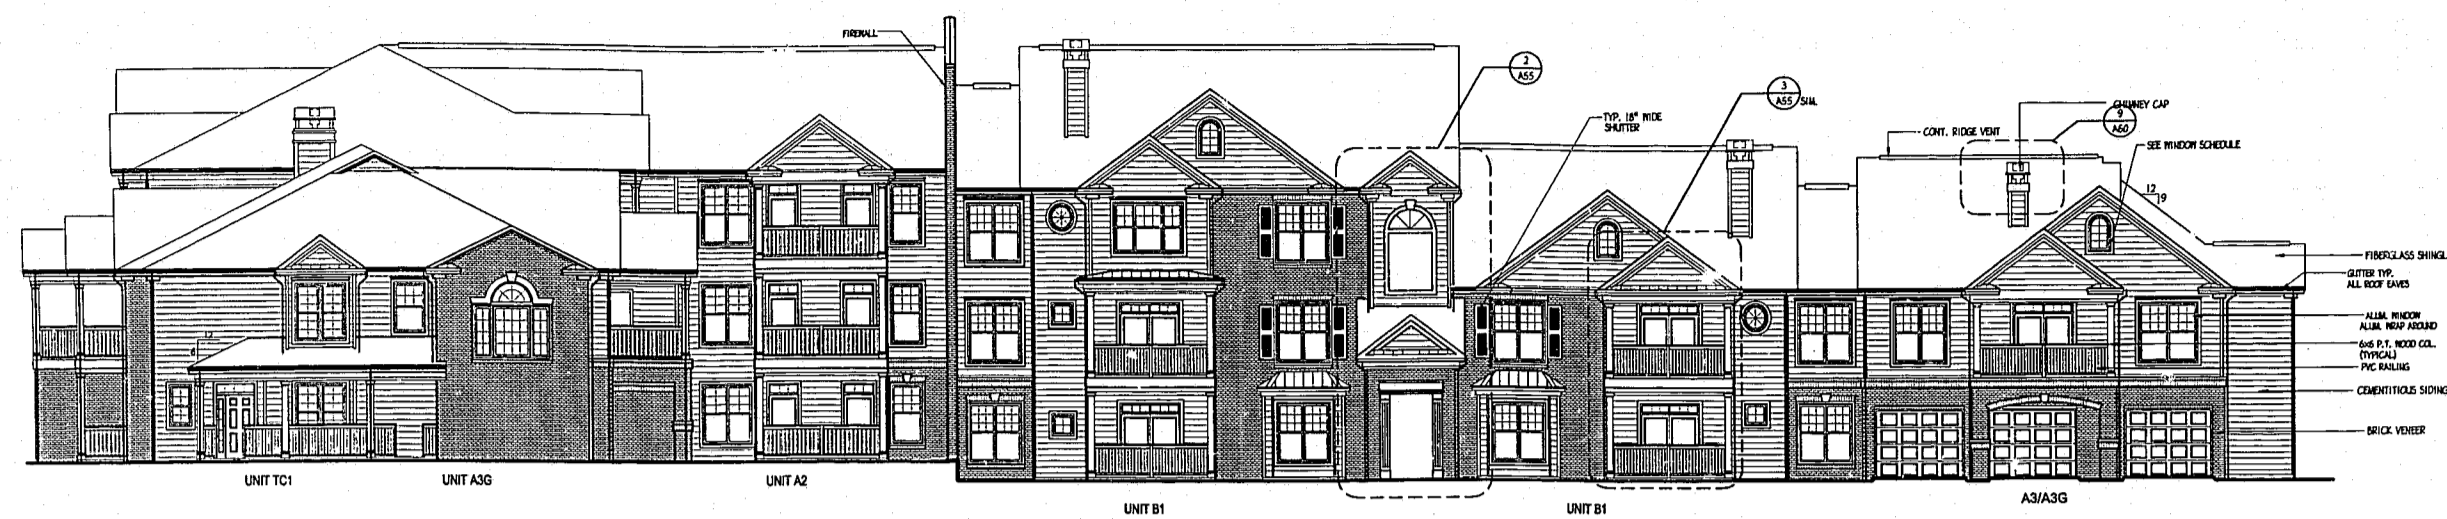 FIREWALL
2
A55
3
A55 SIM.
TYP. 18" WIDE
SHUTTER
CONT. RIDGE VENT
CHIMNEY CAP
9
A60
SEE WINDOW SCHEDULE
12
9
FIBERGLASS SHINGL
GUTTER TYP.
ALL ROOF EAVES
ALUM. WINDOW
ALUM. WRAP AROUND
6x6 P.T. WOOD COL.
(TYPICAL)
PVC RAILING
CEMENTITIOUS SIDING
BRICK VENEER
12
6
UNIT TC1
UNIT A3G
UNIT A2
UNIT B1
UNIT B1
A3/A3G